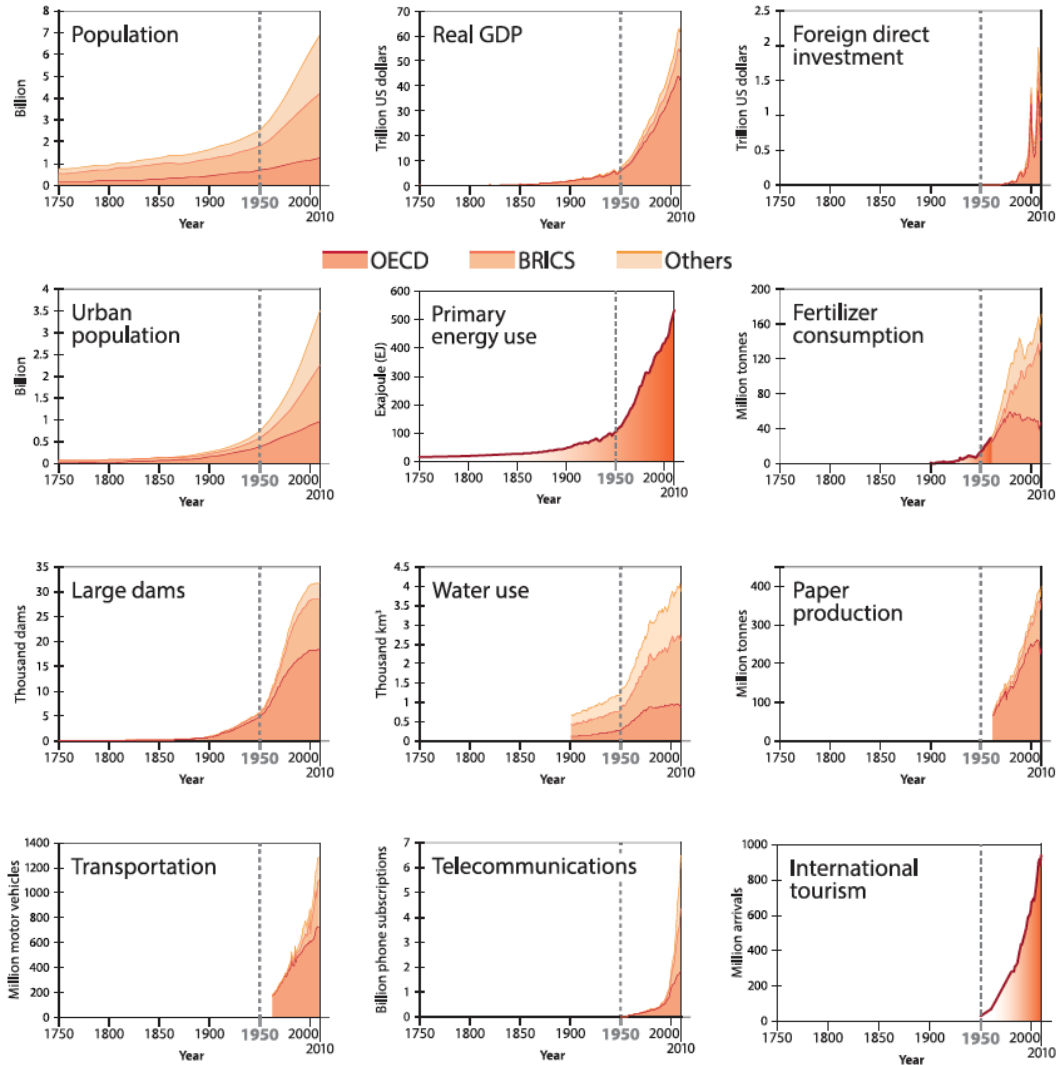 Population
Billion
8
7
6
5
4
3
2
1
0
1750 1800 1850 1900 1950 2000
2010
Year
Real GDP
Trillion US dollars
70
60
50
40
30
20
10
0
1750 1800 1850 1900 1950 2000
2010
Year
Foreign direct
investment
Trillion US dollars
2.5
2
1.5
1
0.5
0
1750 1800 1850 1900 1950 2000
2010
Year
OECD BRICS Others
Urban
population
Billion
4
3.5
3
2.5
2
1.5
1
0.5
0
1750 1800 1850 1900 1950 2000
2010
Year
Primary
energy use
Exajoule (EJ)
600
500
400
300
200
100
0
1750 1800 1850 1900 1950 2000
2010
Year
Fertilizer
consumption
Million tonnes
200
160
120
80
40
0
1750 1800 1850 1900 1950 2000
2010
Year
Large dams
Thousand dams
35
30
25
20
15
10
5
0
1750 1800 1850 1900 1950 2000
2010
Year
Water use
Thousand km³
4.5
4
3.5
3
2.5
2
1.5
1
0.5
0
1750 1800 1850 1900 1950 2000
2010
Year
Paper
production
Million tonnes
400
300
200
100
0
1750 1800 1850 1900 1950 2000
2010
Year
Transportation
Million motor vehicles
1400
1200
1000
800
600
400
200
0
1750 1800 1850 1900 1950 2000
2010
Year
Telecommunications
Billion phone subscriptions
7
6
5
4
3
2
1
0
1750 1800 1850 1900 1950 2000
2010
Year
International
tourism
Million arrivals
1000
800
600
400
200
0
1750 1800 1850 1900 1950 2000
2010
Year